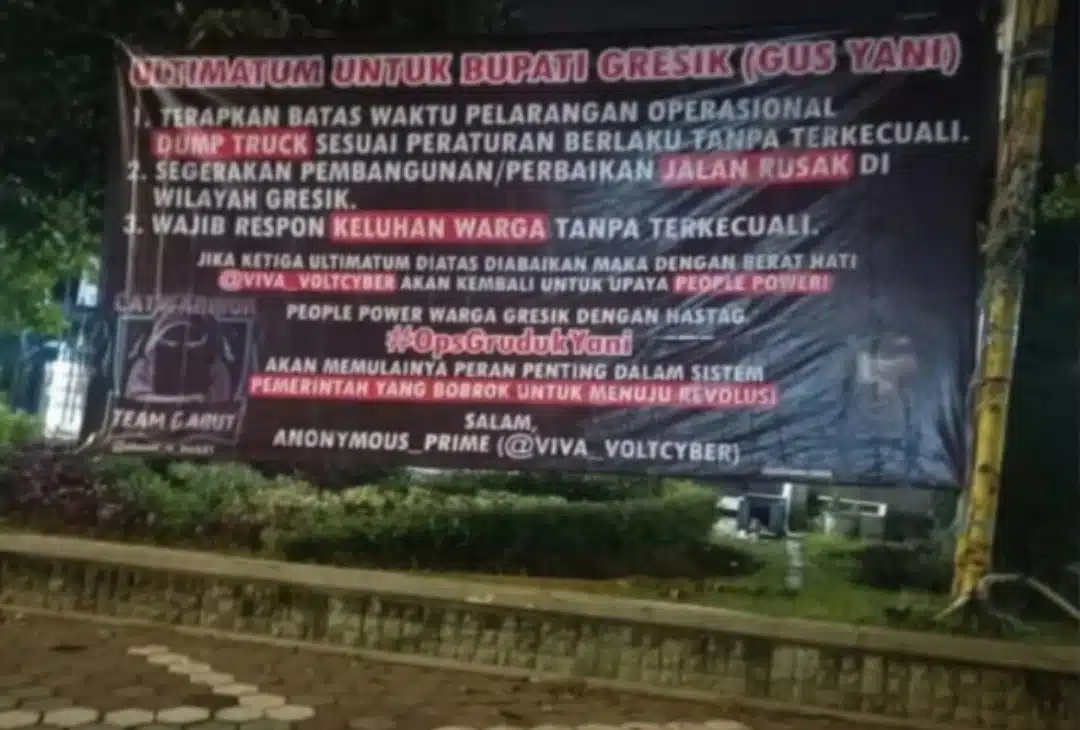 ULTIMATUM UNTUK BUPATI GRESIK (GUS YANI)
1. TERAPKAN BATAS WAKTU PELARANGAN OPERASIONAL
DUMP TRUCK SESUAI PERATURAN BERLAKU TANPA TERKECUALI.
2. SEGERAKAN PEMBANGUNAN/PERBAIKAN JALAN RUSAK DI
WILAYAH GRESIK.
3. WAJIB RESPON KELUHAN WARGA TANPA TERKECUALI.
JIKA KETIGA ULTIMATUM DIATAS DIABAIKAN MAKA DENGAN BERAT HATI
@VIVA_VOLTCYBER AKAN KEMBALI UNTUK UPAYA PEOPLE POWER!
PEOPLE POWER WARGA GRESIK DENGAN HASTAG
#OpsGrudukYani
AKAN MEMULAINYA PERAN PENTING DALAM SISTEM
PEMERINTAH YANG BOBROK UNTUK MENUJU REVOLUSI
SALAM,
ANONYMOUS_PRIME (@VIVA_VOLTCYBER)
TEAM GABUT